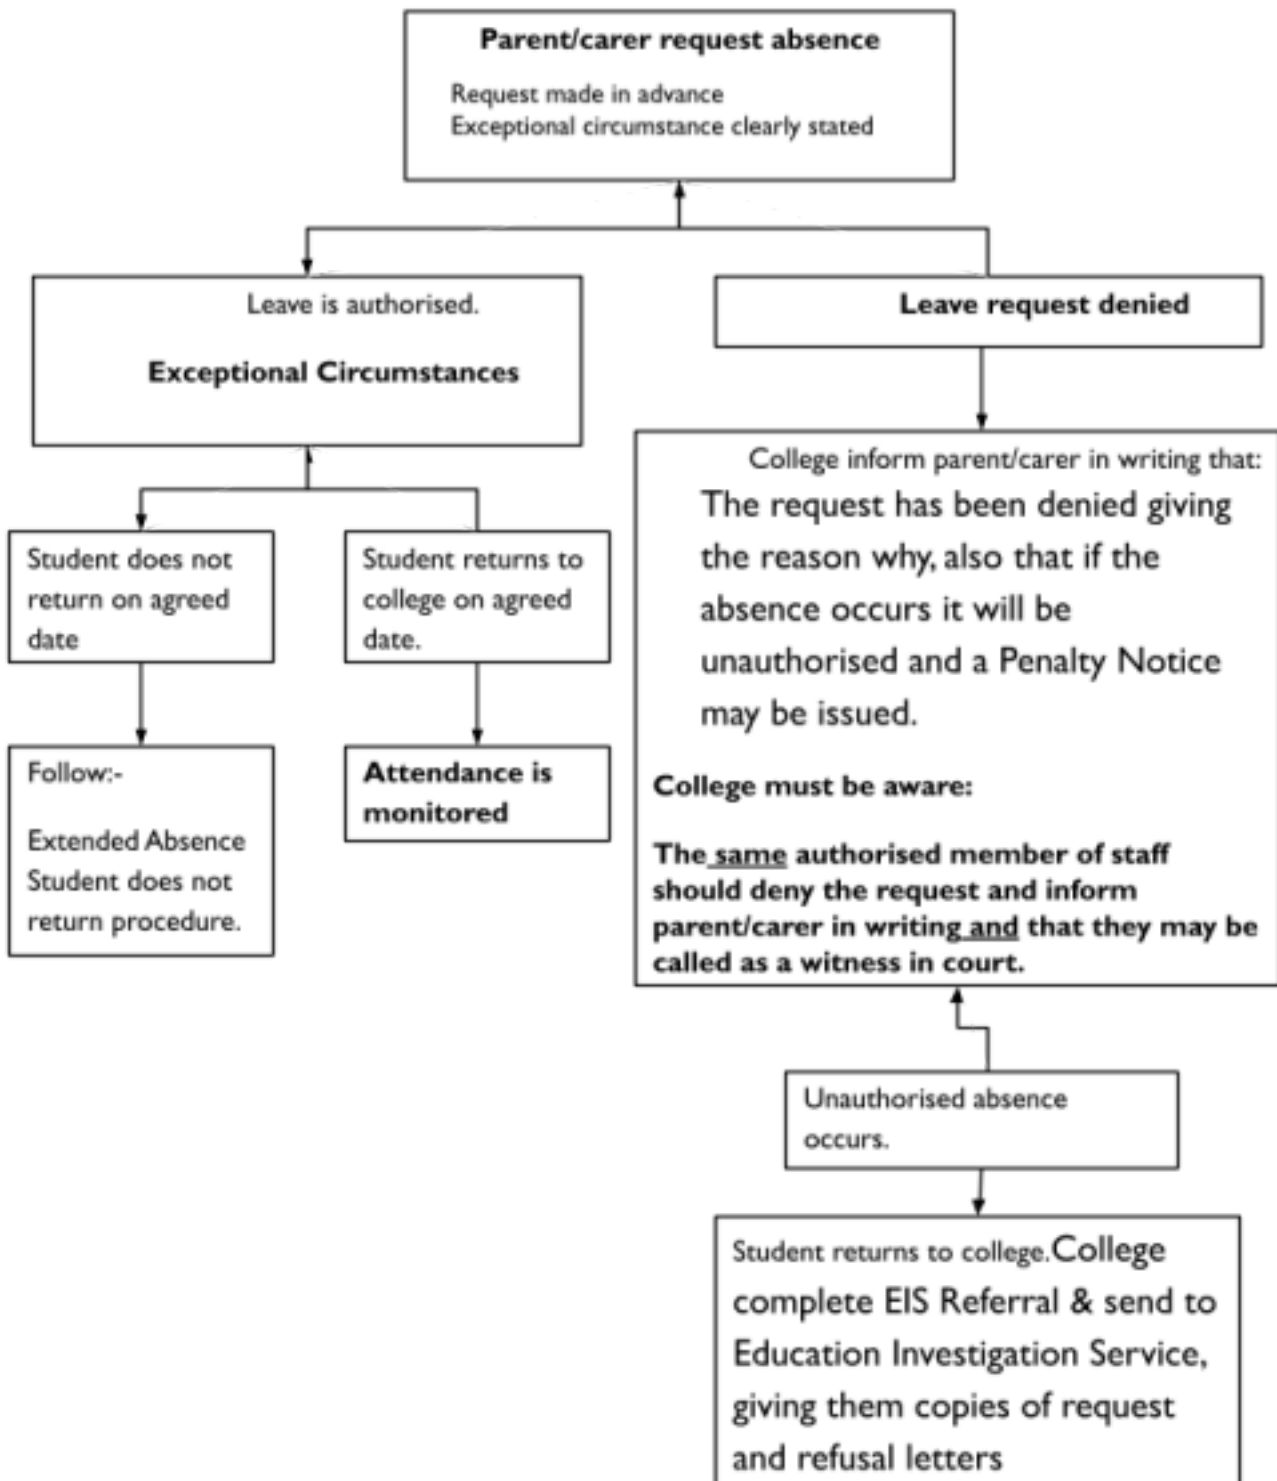 Parent/carer request absence
Request made in advance
Exceptional circumstance clearly stated
Leave is authorised.
Exceptional Circumstances
Leave request denied
Student does not
return on agreed
date
Student returns to
college on agreed
date.
Follow:-
Extended Absence
Student does not
return procedure.
Attendance is
monitored
College inform parent/carer in writing that:
The request has been denied giving
the reason why, also that if the
absence occurs it will be
unauthorised and a Penalty Notice
may be issued.
College must be aware:
The same authorised member of staff
should deny the request and inform
parent/carer in writing and that they may be
called as a witness in court.
Unauthorised absence
occurs.
Student returns to college.College
complete EIS Referral & send to
Education Investigation Service,
giving them copies of request
and refusal letters